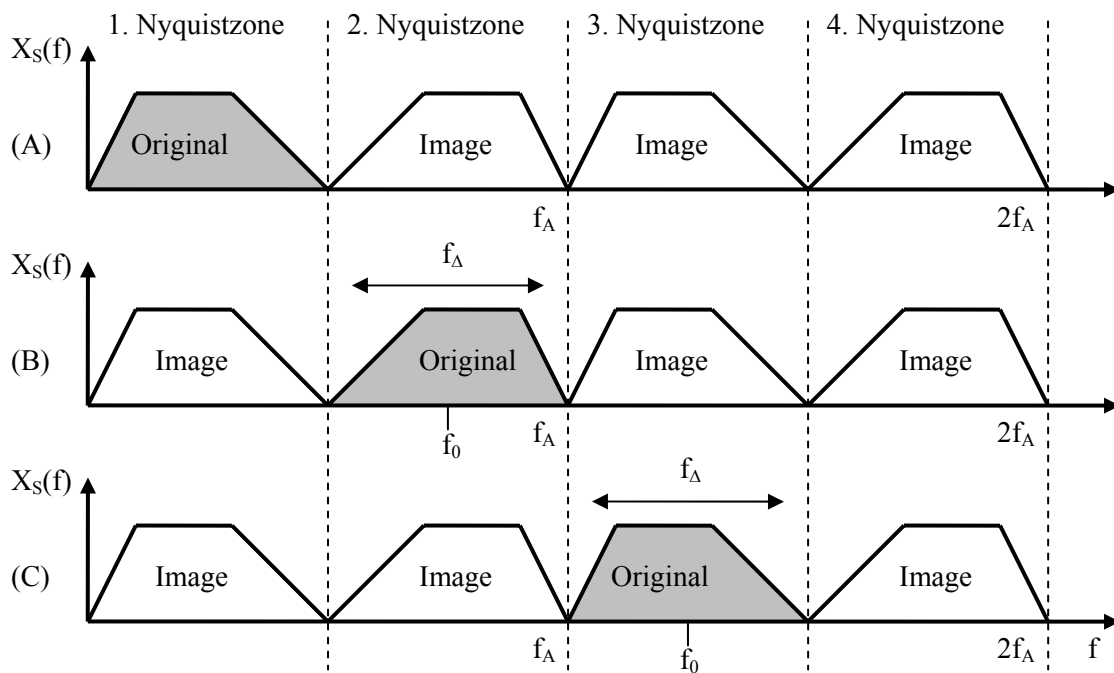 1. Nyquistzone 2. Nyquistzone 3. Nyquistzone 4. Nyquistzone
X_S(f)
(A) Original Image Image Image
f_A 2f_A
X_S(f) f_Δ
(B) Image Original Image Image
f_0 f_A 2f_A
X_S(f) f_Δ
(C) Image Image Original Image
f_A f_0 2f_A f